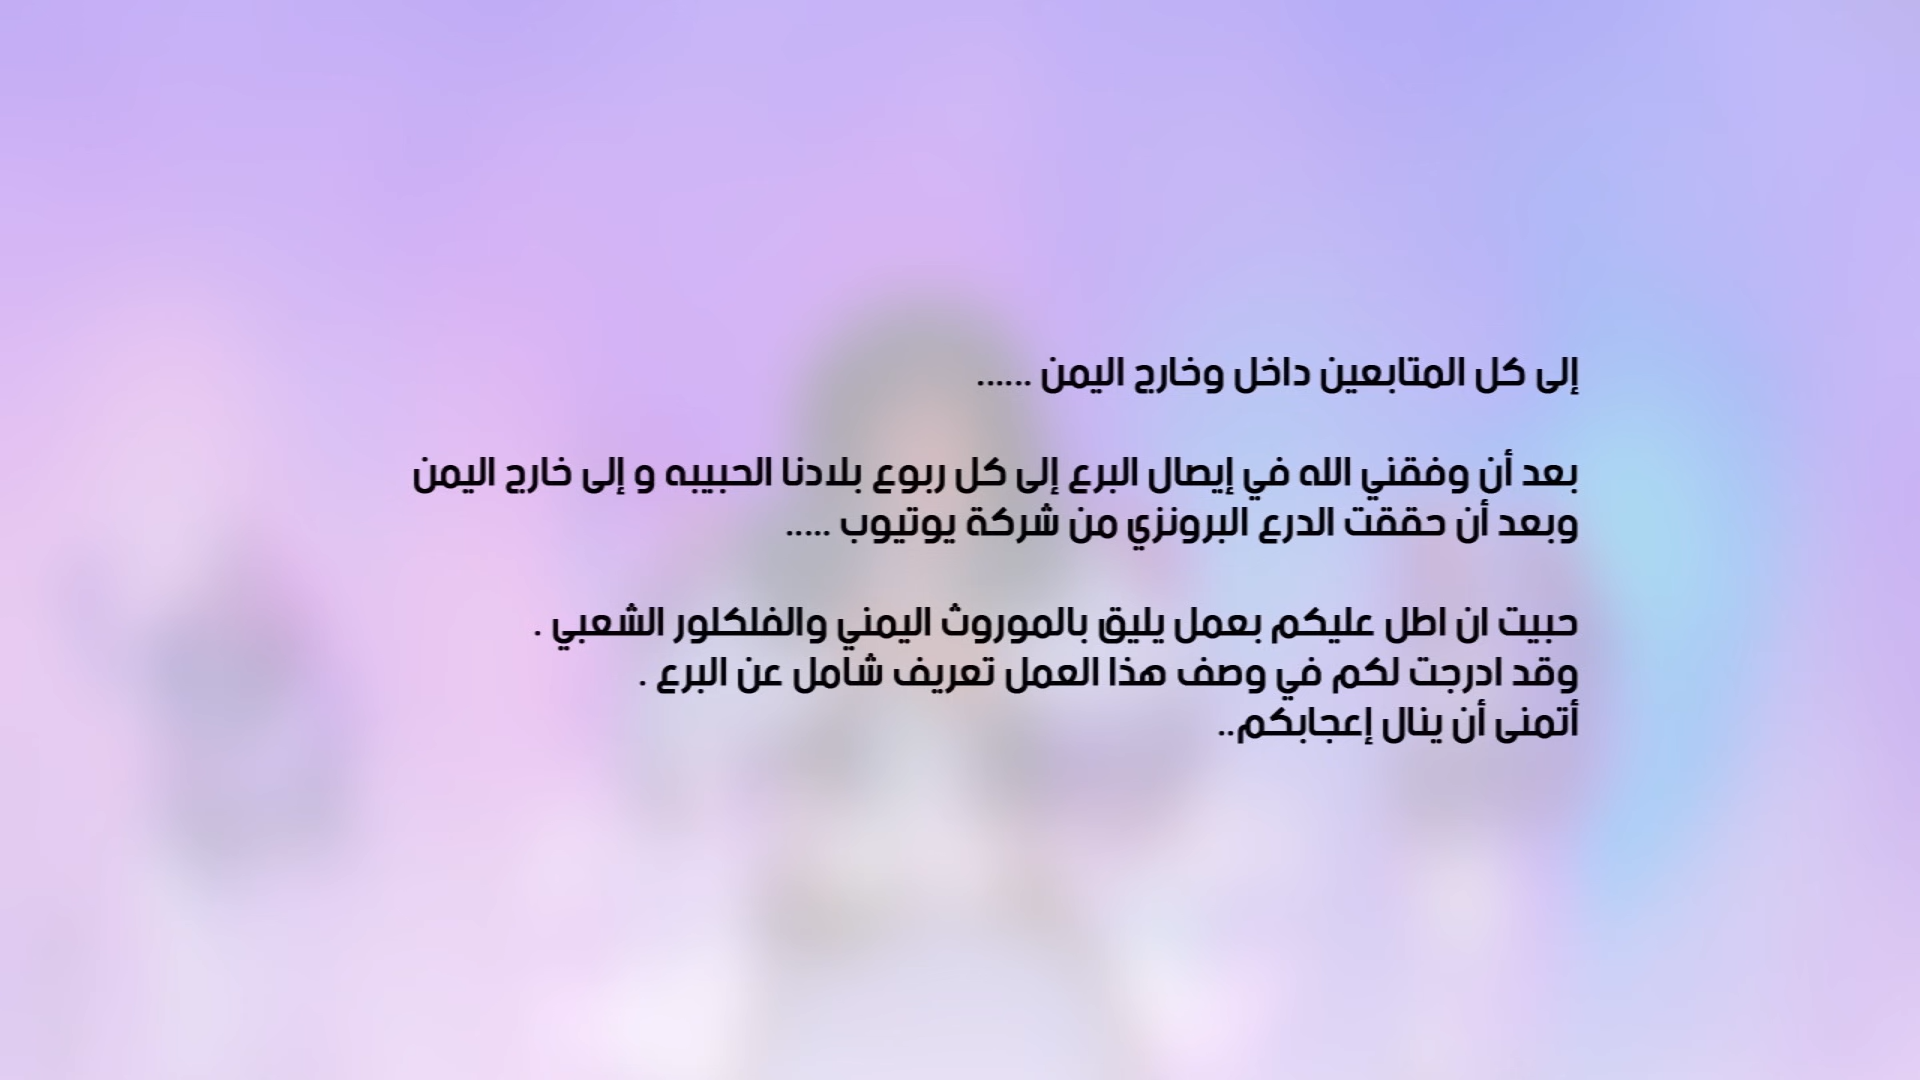 إلى كل المتابعين داخل وخارج اليمن ......
بعد أن وفقني الله في إيصال البرع إلى كل ربوع بلادنا الحبيبه و إلى خارج اليمن
وبعد أن حققت الدرع البرونزي من شركة يوتيوب .....
حبيت ان اطل عليكم بعمل يليق بالموروث اليمني والفلكلور الشعبي .
وقد ادرجت لكم في وصف هذا العمل تعريف شامل عن البرع .
أتمنى أن ينال إعجابكم..